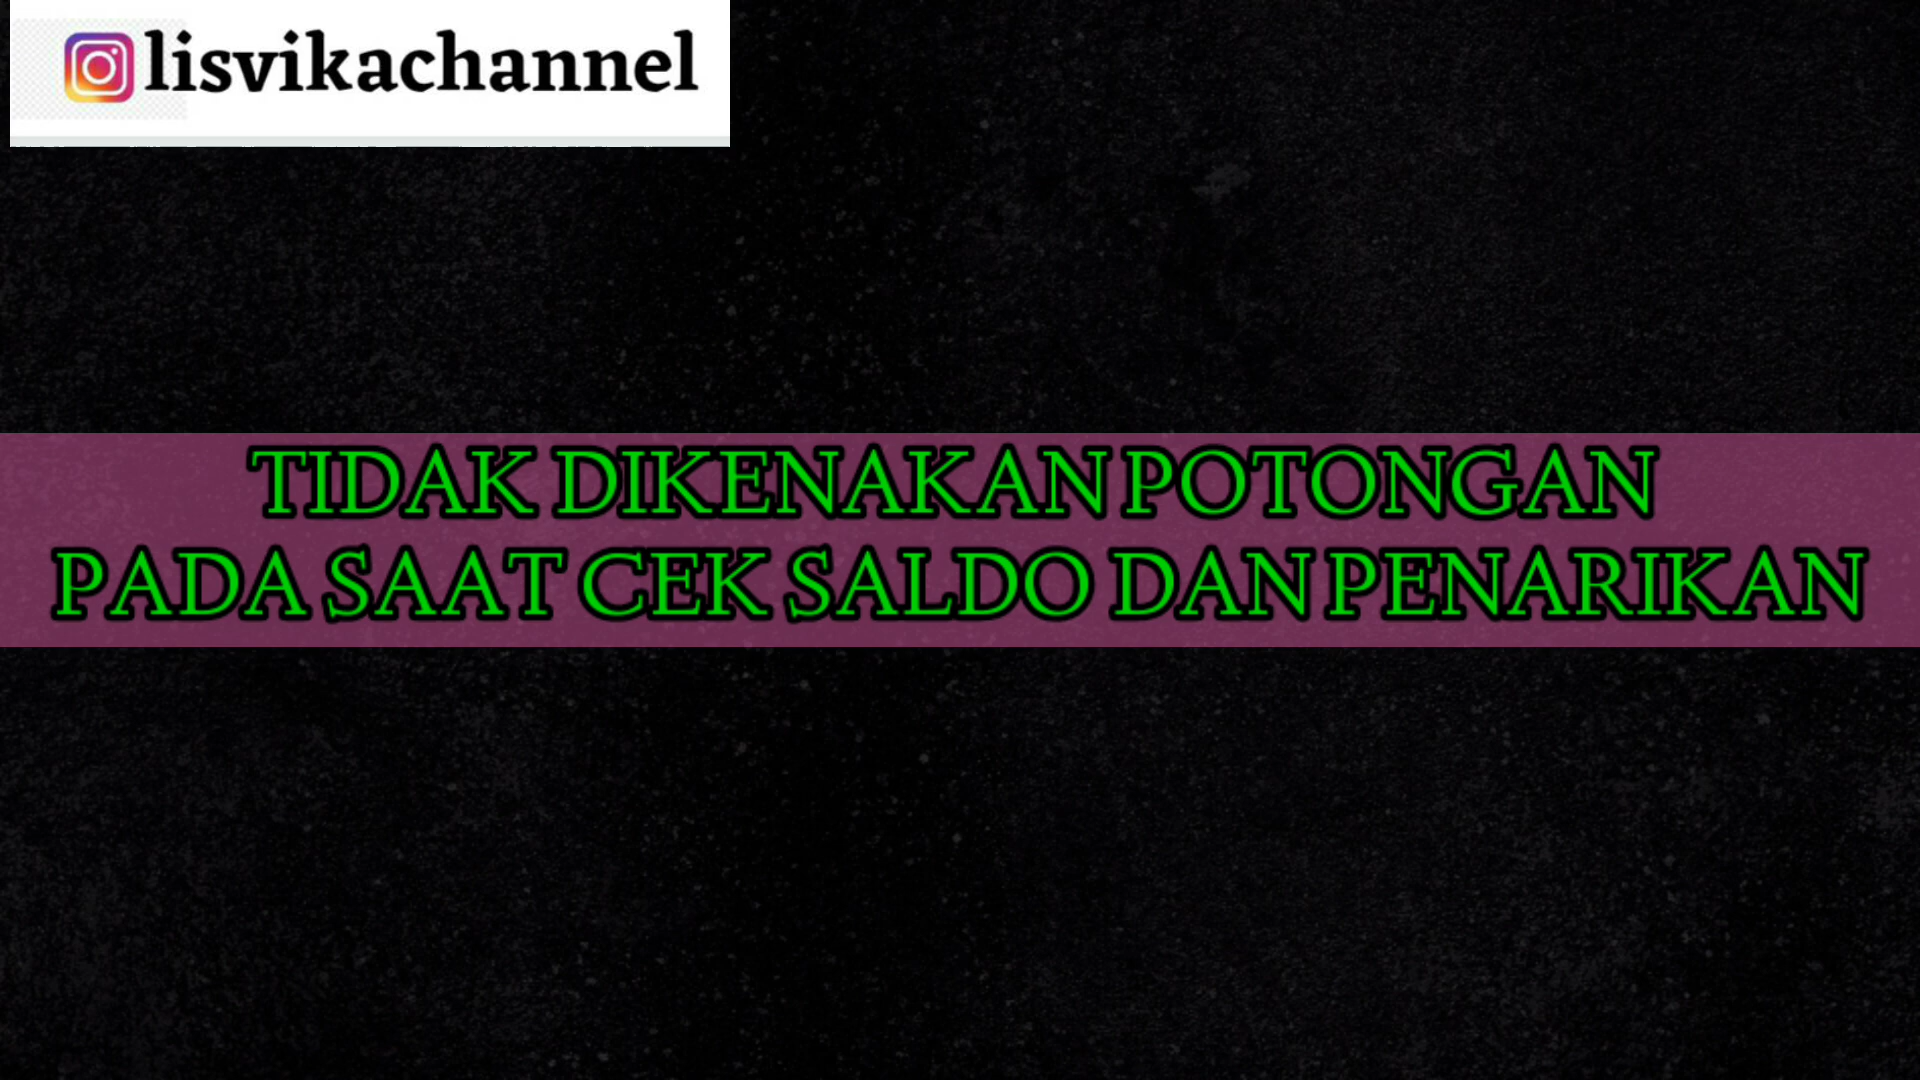 lisvikachannel
TIDAK DIKENAKAN POTONGAN
PADA SAAT CEK SALDO DAN PENARIKAN